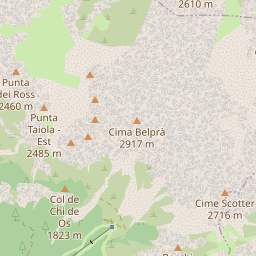 2610 m
Punta
dei Ross
2460 m
Punta
Taiola -
Est
2485 m
Cima Belprà
2917 m
Col de
Chi de
Os
1823 m
Cime Scotter
2716 m